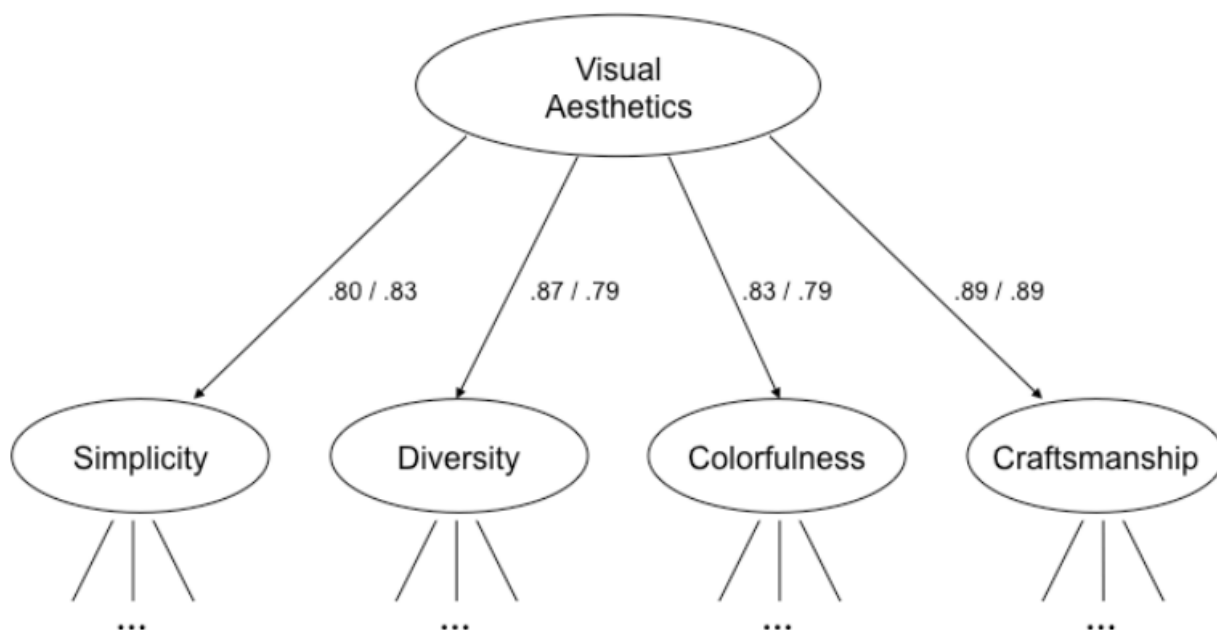 Visual
Aesthetics
.80 / .83
.87 / .79
.83 / .79
.89 / .89
Simplicity
Diversity
Colorfulness
Craftsmanship
...
...
...
...